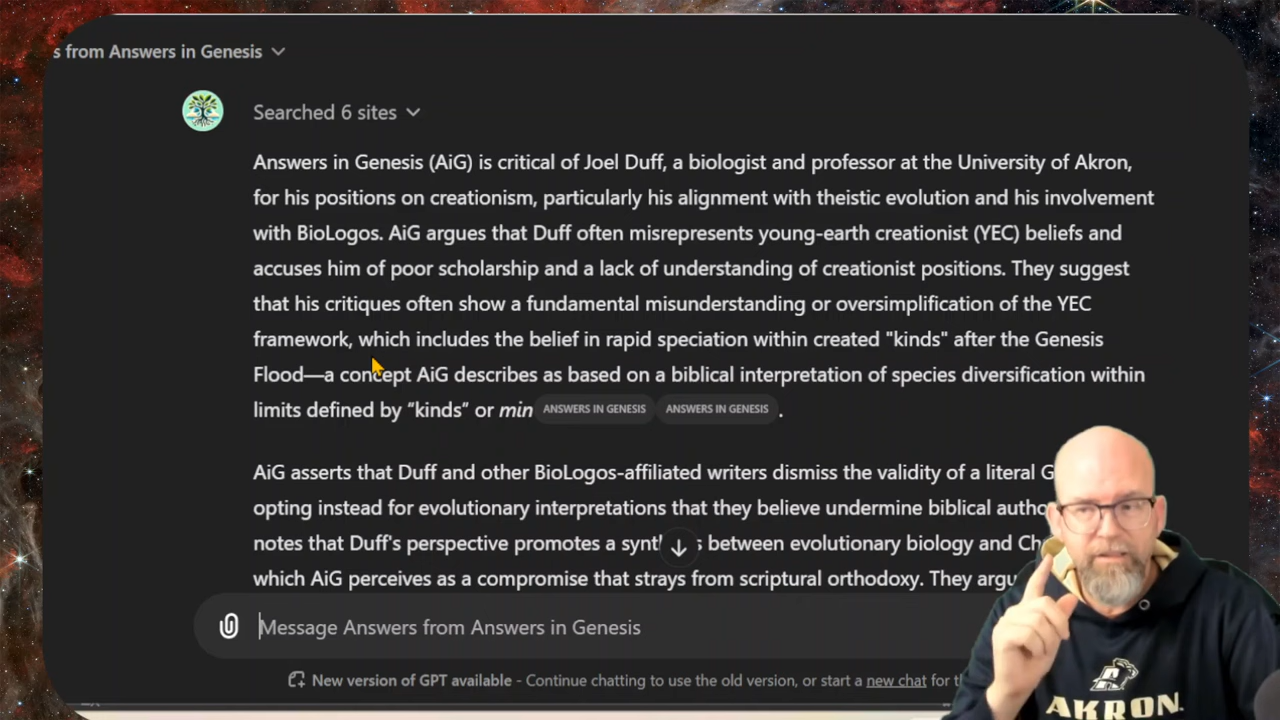 s from Answers in Genesis
Searched 6 sites
Answers in Genesis (AiG) is critical of Joel Duff, a biologist and professor at the University of Akron,
for his positions on creationism, particularly his alignment with theistic evolution and his involvement
with BioLogos. AiG argues that Duff often misrepresents young-earth creationist (YEC) beliefs and
accuses him of poor scholarship and a lack of understanding of creationist positions. They suggest
that his critiques often show a fundamental misunderstanding or oversimplification of the YEC
framework, which includes the belief in rapid speciation within created "kinds" after the Genesis
Flood—a concept AiG describes as based on a biblical interpretation of species diversification within
limits defined by “kinds” or min ANSWERS IN GENESIS ANSWERS IN GENESIS .
AiG asserts that Duff and other BioLogos-affiliated writers dismiss the validity of a literal G
opting instead for evolutionary interpretations that they believe undermine biblical autho
notes that Duff's perspective promotes a synt s between evolutionary biology and Ch
which AiG perceives as a compromise that strays from scriptural orthodoxy. They argu
Message Answers from Answers in Genesis
New version of GPT available - Continue chatting to use the old version, or start a new chat for t
AKRON